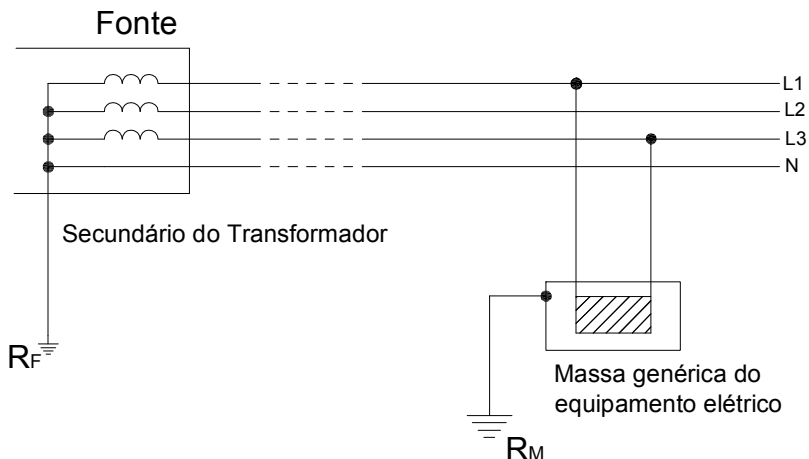 Fonte
L1
L2
L3
N
Secundário do Transformador
RF
Massa genérica do
equipamento elétrico
RM